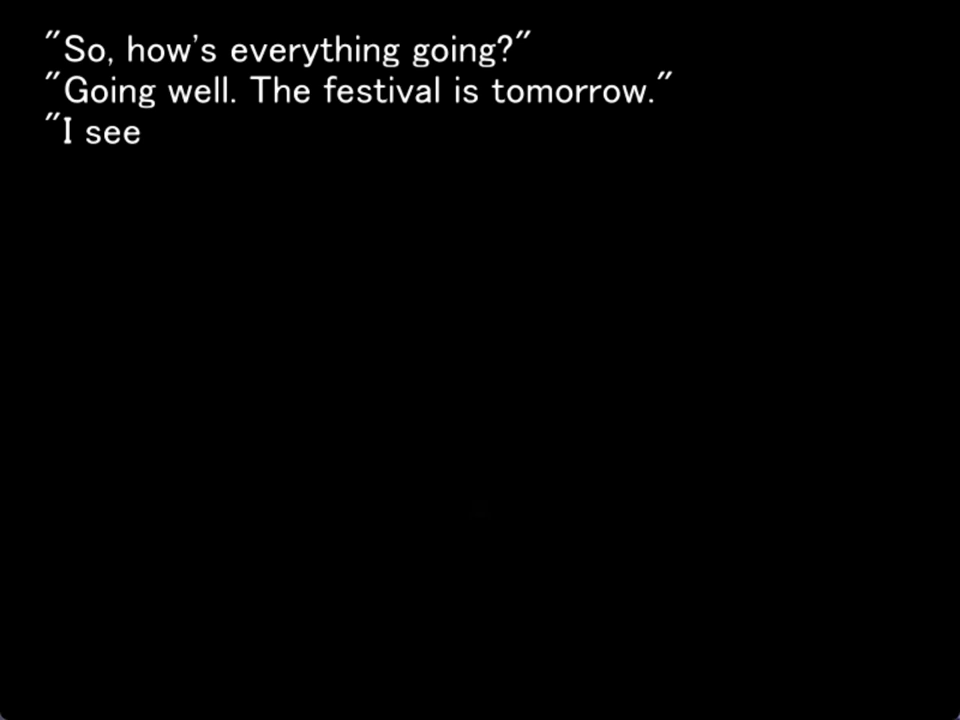 "So, how's everything going?"
"Going well. The festival is tomorrow."
"I see